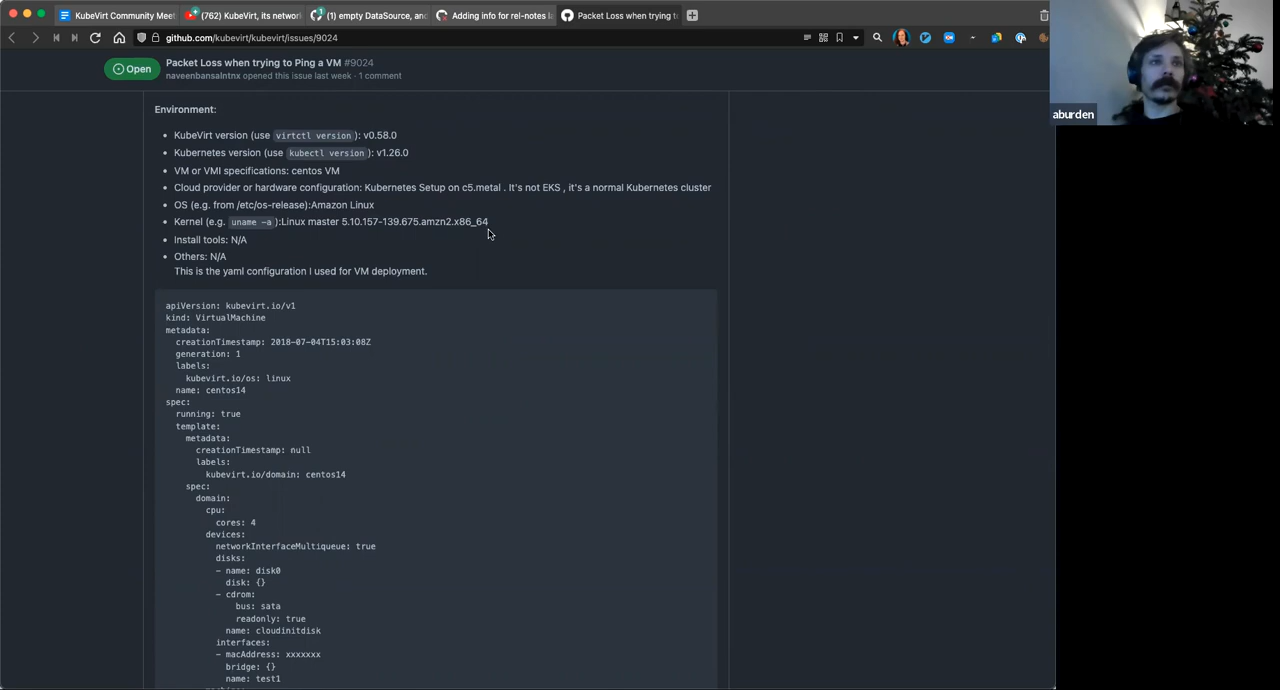 KubeVirt Community Meet
(762) KubeVirt, its networ
(1) empty DataSource, an
Adding info for rel-notes l
Packet Loss when trying to
github.com/kubevirt/kubevirt/issues/9024
Open
Packet Loss when trying to Ping a VM #9024
naveenbansalntnx opened this issue last week · 1 comment
aburden
Environment:
• KubeVirt version (use virtctl version): v0.58.0
• Kubernetes version (use kubectl version): v1.26.0
• VM or VMI specifications: centos VM
• Cloud provider or hardware configuration: Kubernetes Setup on c5.metal . It's not EKS , it's a normal Kubernetes cluster
• OS (e.g. from /etc/os-release):Amazon Linux
• Kernel (e.g. uname -a):Linux master 5.10.157-139.675.amzn2.x86_64
• Install tools: N/A
• Others: N/A
This is the yaml configuration I used for VM deployment.
apiVersion: kubevirt.io/v1
kind: VirtualMachine
metadata:
  creationTimestamp: 2018-07-04T15:03:08Z
  generation: 1
  labels:
    kubevirt.io/os: linux
  name: centos14
spec:
  running: true
  template:
    metadata:
      creationTimestamp: null
      labels:
        kubevirt.io/domain: centos14
    spec:
      domain:
        cpu:
          cores: 4
        devices:
          networkInterfaceMultiqueue: true
          disks:
          - name: disk0
            disk: {}
          - cdrom:
              bus: sata
              readonly: true
            name: cloudinitdisk
          interfaces:
          - macAddress: xxxxxxx
            bridge: {}
            name: test1